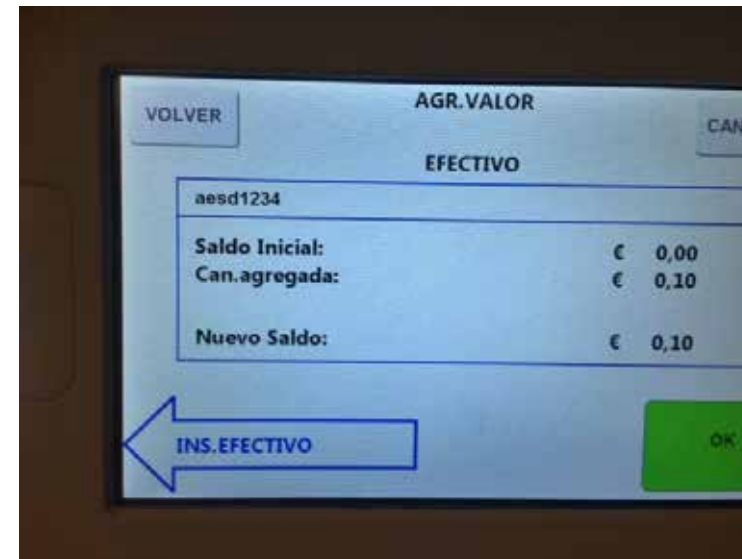 VOLVER AGR.VALOR CAN
EFECTIVO
aesd1234
Saldo Inicial: € 0,00
Can.agregada: € 0,10
Nuevo Saldo: € 0,10
INS.EFECTIVO OK